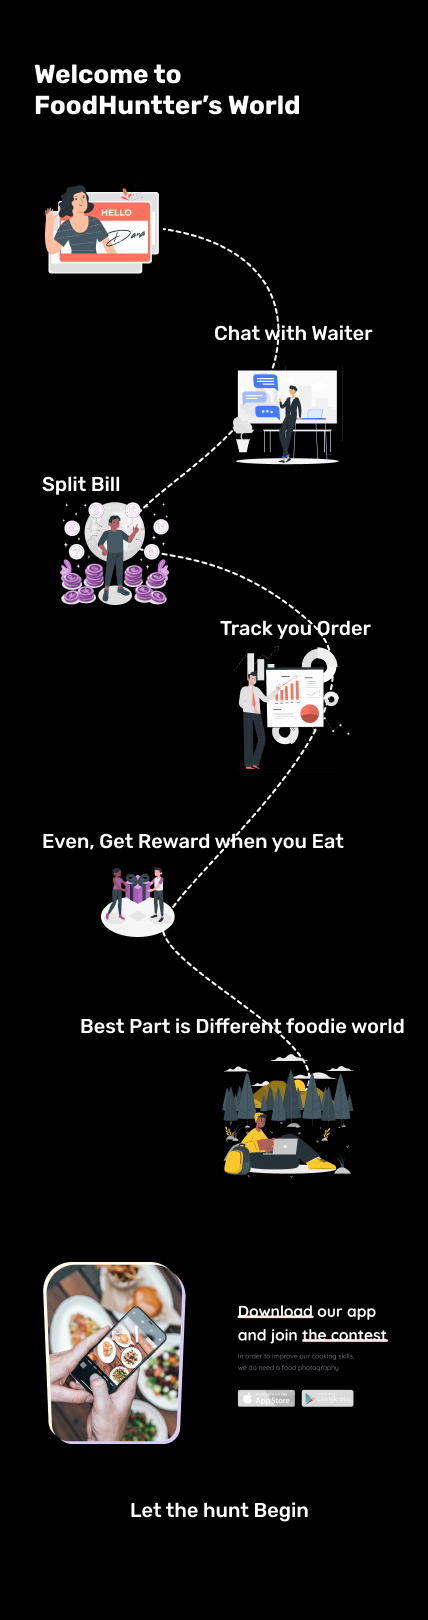 Welcome to
FoodHuntter's World
HELLO
Dana
Chat with Waiter
Split Bill
Track you Order
Even, Get Reward when you Eat
Best Part is Different foodie world
Download our app
and join the contest
In order to improve our cooking skills,
we do need a food photography
App Store
Let the hunt Begin